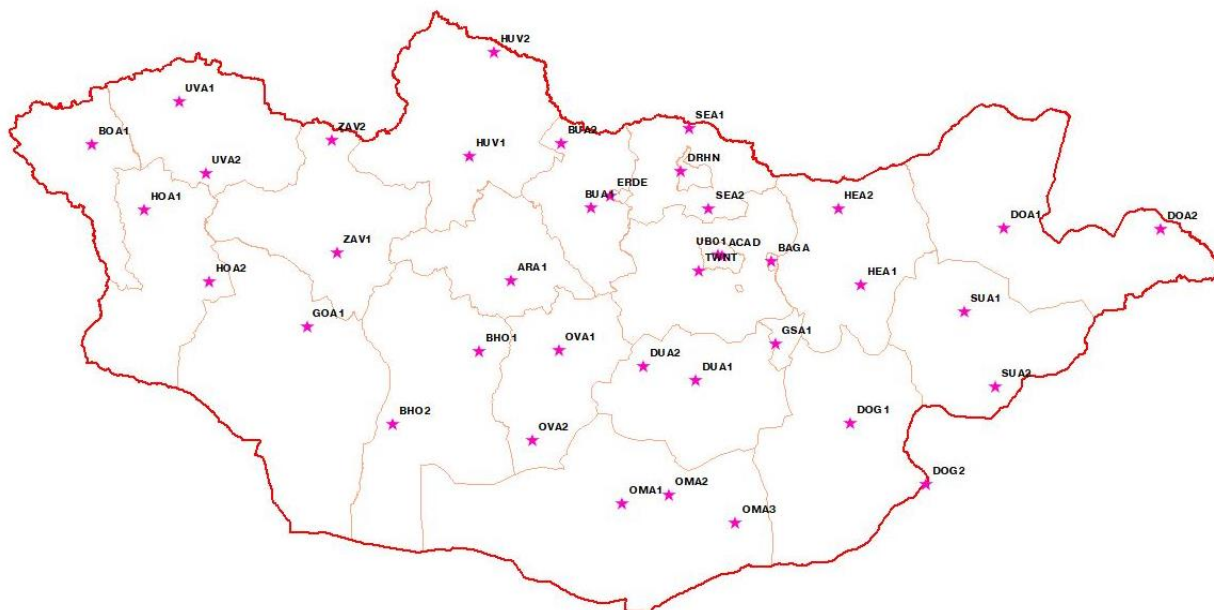 HUV2
UVA1
SEA1
BOA1
ZAV2
BUA2
HUV1
DRHN
UVA2
ERDE
BUA1
HOA1
SEA2
HEA2
DOA1
DOA2
ZAV1
UBO1 ACAD
TWNT
BAGA
HOA2
ARA1
HEA1
GOA1
SUA1
BHO1
OVA1
GSA1
DUA2
DUA1
SUA2
BHO2
DOG1
OVA2
DOG2
OMA1
OMA2
OMA3